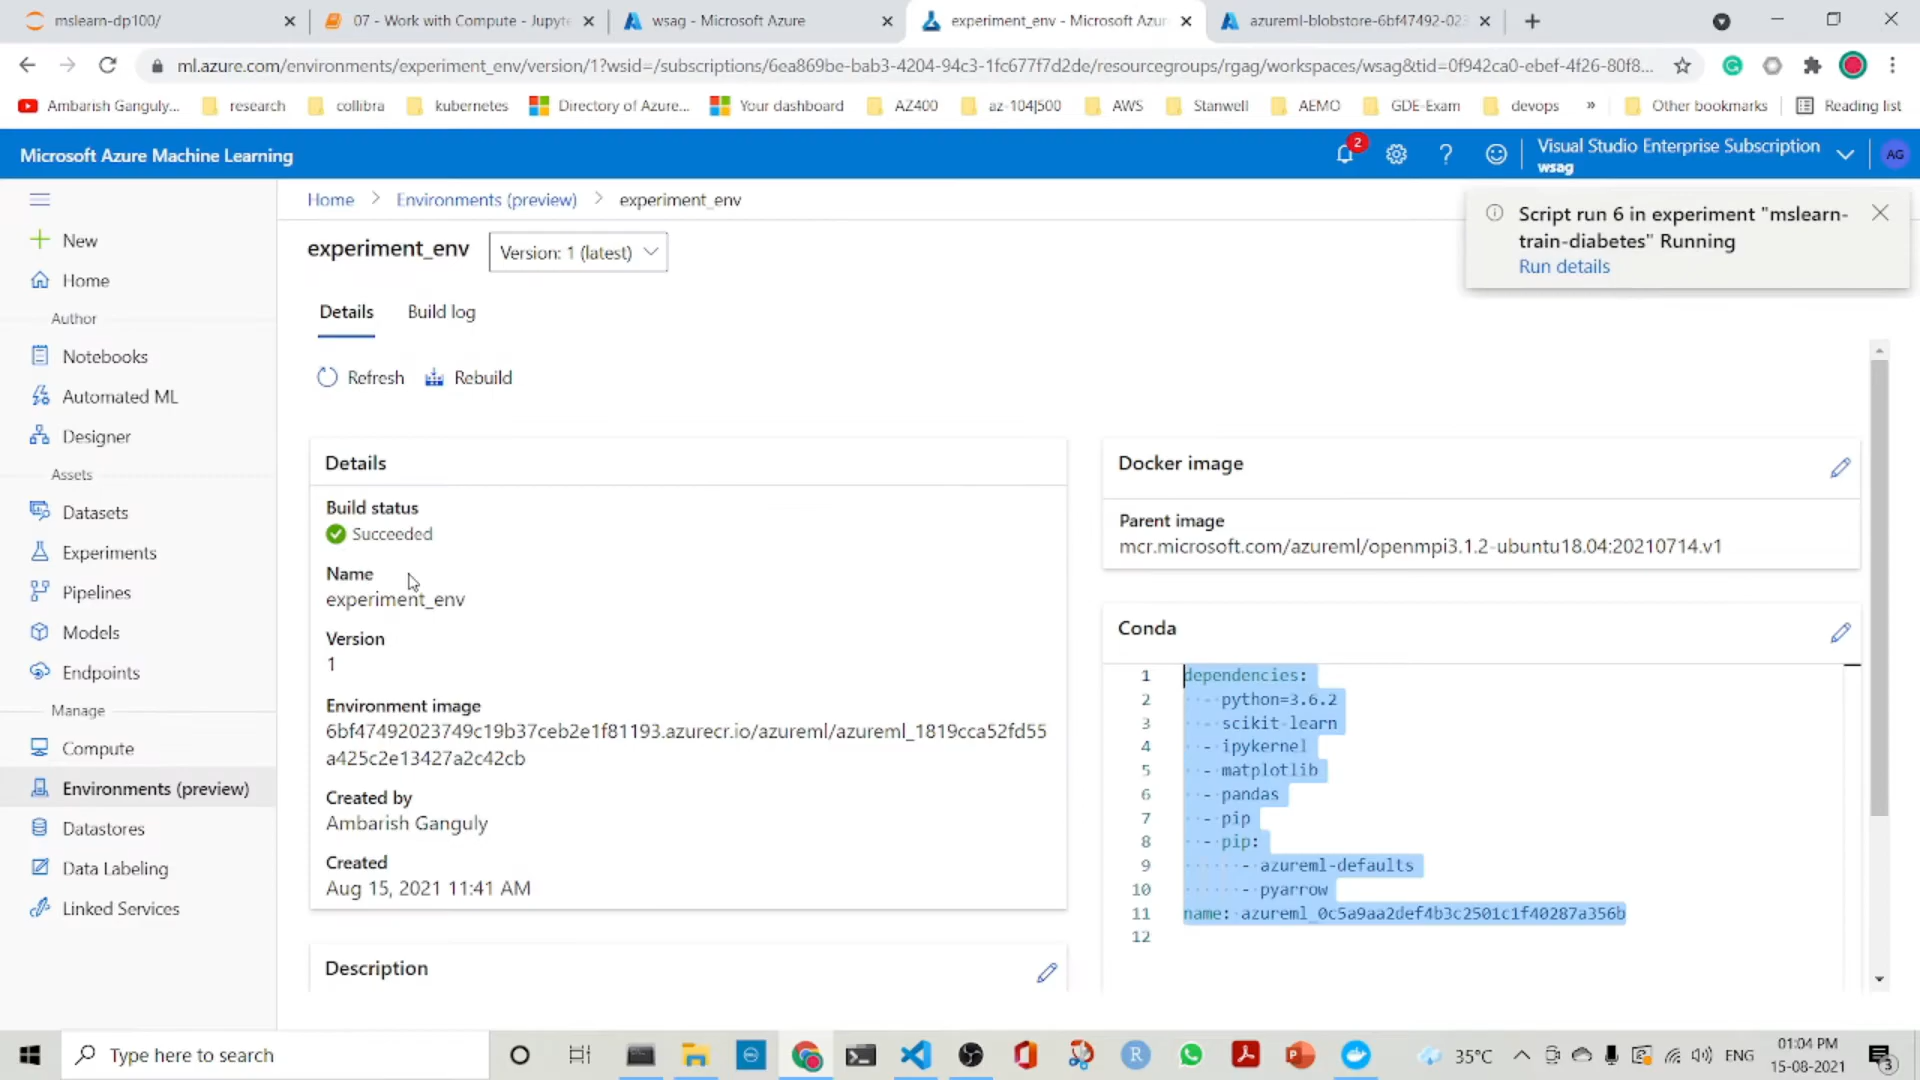 mslearn-dp100/
07 - Work with Compute - Jupyte
wsag - Microsoft Azure
experiment_env - Microsoft Azur
azureml-blobstore-6bf47492-023
ml.azure.com/environments/experiment_env/version/1?wsid=/subscriptions/6ea869be-bab3-4204-94c3-1fc677f7d2de/resourcegroups/rgag/workspaces/wsag&tid=0f942ca0-ebef-4f26-80f8...
Ambarish Ganguly...
research
collibra
kubernetes
Directory of Azure...
Your dashboard
AZ400
az-104|500
AWS
Stanwell
AEMO
GDE-Exam
devops
»
Other bookmarks
Reading list
Microsoft Azure Machine Learning
2
?
Visual Studio Enterprise Subscription
wsag
AG
Home > Environments (preview) > experiment_env
Script run 6 in experiment "mslearn-
train-diabetes" Running
Run details
New
Home
Author
Notebooks
Automated ML
Designer
Assets
Datasets
Experiments
Pipelines
Models
Endpoints
Manage
Compute
Environments (preview)
Datastores
Data Labeling
Linked Services
experiment_env
Version: 1 (latest)
Details
Build log
Refresh
Rebuild
Details
Build status
Succeeded
Name
experiment_env
Version
1
Environment image
6bf47492023749c19b37ceb2e1f81193.azurecr.io/azureml/azureml_1819cca52fd55
a425c2e13427a2c42cb
Created by
Ambarish Ganguly
Created
Aug 15, 2021 11:41 AM
Description
Docker image
Parent image
mcr.microsoft.com/azureml/openmpi3.1.2-ubuntu18.04:20210714.v1
Conda
1 dependencies:
2 - python=3.6.2
3 - scikit-learn
4 - ipykernel
5 - matplotlib
6 - pandas
7 - pip
8 - pip:
9 - azureml-defaults
10 - pyarrow
11 name: azureml_0c5a9aa2def4b3c2501c1f40287a356b
12
Type here to search
35°C
ENG
01:04 PM
15-08-2021
3